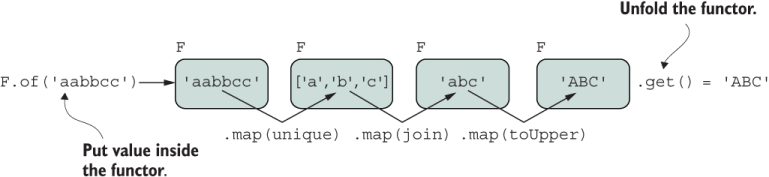 Unfold the functor.
F F F F
F.of('aabbcc') 'aabbcc' ['a','b','c'] 'abc' 'ABC' .get() = 'ABC'
.map(unique) .map(join) .map(toUpper)
Put value inside
the functor.